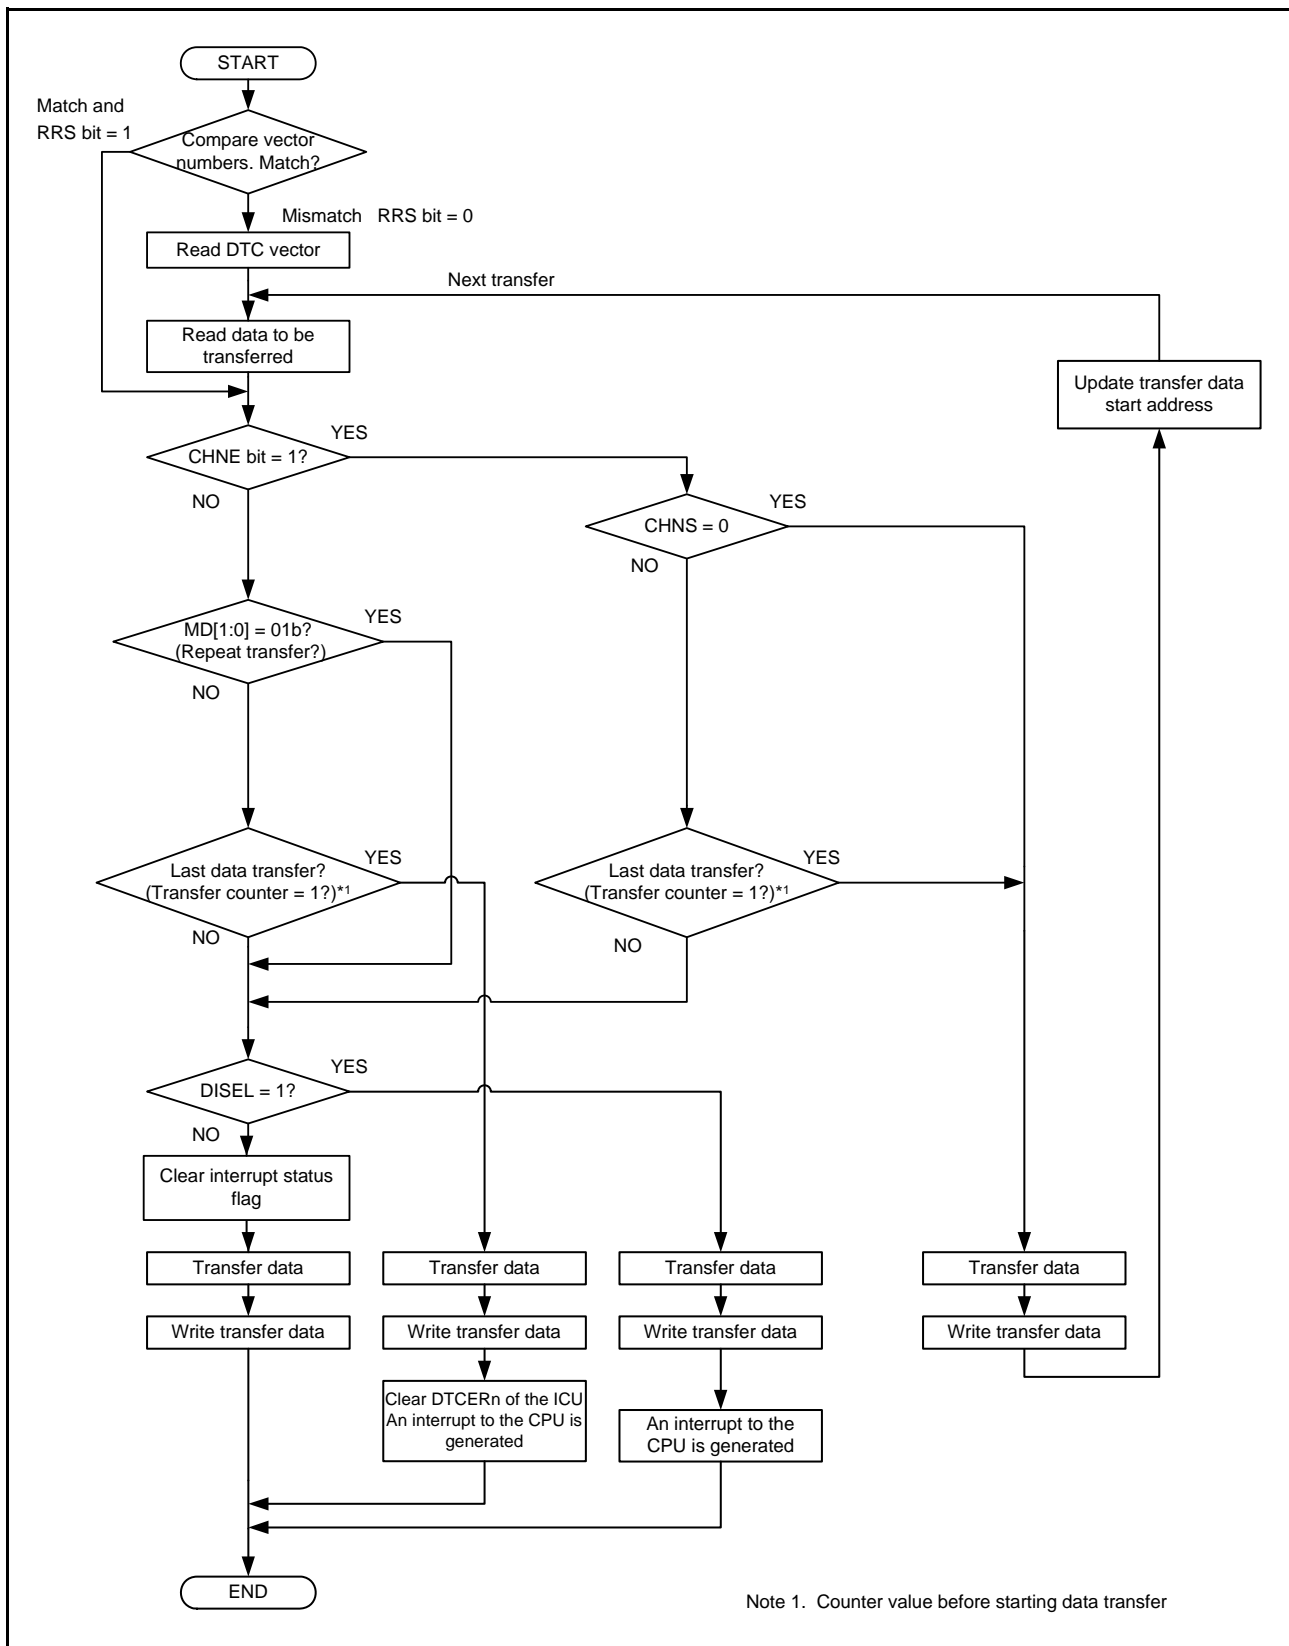 START
Match and
RRS bit = 1
Compare vector
numbers. Match?
Mismatch RRS bit = 0
Read DTC vector
Next transfer
Read data to be
transferred
Update transfer data
start address
YES
CHNE bit = 1?
NO
YES
CHNS = 0
NO
YES
MD[1:0] = 01b?
(Repeat transfer?)
NO
YES
Last data transfer?
(Transfer counter = 1?)*1
NO
YES
Last data transfer?
(Transfer counter = 1?)*1
NO
YES
DISEL = 1?
NO
Clear interrupt status
flag
Transfer data
Transfer data
Transfer data
Transfer data
Write transfer data
Write transfer data
Write transfer data
Write transfer data
Clear DTCERn of the ICU
An interrupt to the CPU is
generated
An interrupt to the
CPU is generated
END
Note 1. Counter value before starting data transfer